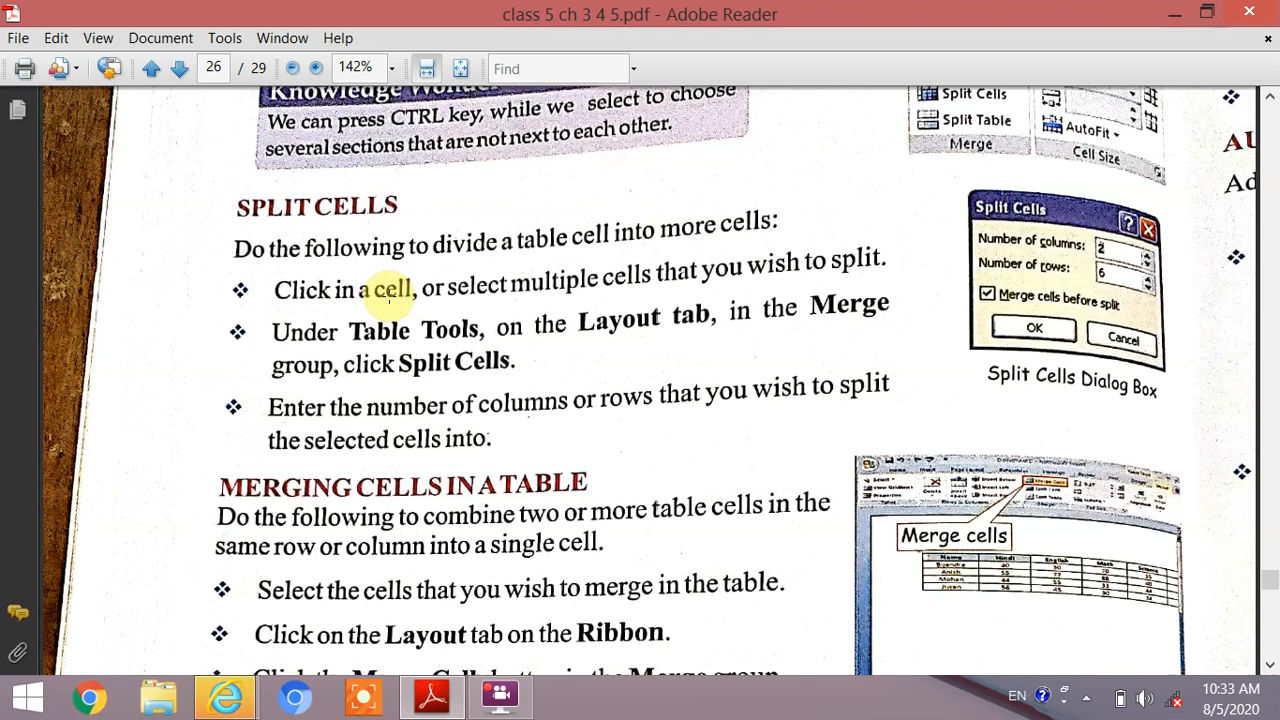 class 5 ch 3 4 5.pdf - Adobe Reader
File Edit View Document Tools Window Help
26 / 29 142% Find
Knowledge Wonder
We can press CTRL key, while we select to choose
several sections that are not next to each other.
Split Cells
Split Table
Merge
AutoFit
Cell Size
SPLIT CELLS
Do the following to divide a table cell into more cells:
❖ Click in a cell, or select multiple cells that you wish to split.
❖ Under Table Tools, on the Layout tab, in the Merge
group, click Split Cells.
❖ Enter the number of columns or rows that you wish to split
the selected cells into.
Split Cells
Number of columns: 2
Number of rows: 6
Merge cells before split
OK Cancel
Split Cells Dialog Box
MERGING CELLS IN A TABLE
Do the following to combine two or more table cells in the
same row or column into a single cell.
❖ Select the cells that you wish to merge in the table.
❖ Click on the Layout tab on the Ribbon.
Merge cells
Name Hindi English Math Science
AU
Ad
EN
10:33 AM
8/5/2020